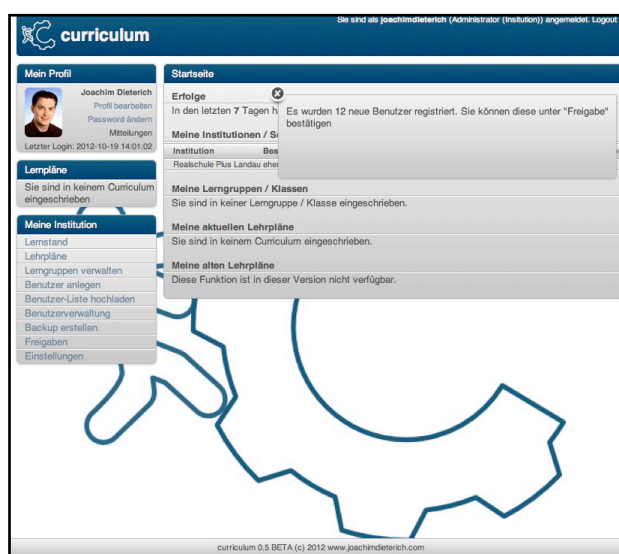 Sie sind als joachimdieterich (Administrator (Insitution)) angemeldet. Logout
curriculum
Mein Profil
Joachim Dieterich
Profil bearbeiten
Password ändern
Mitteilungen
Letzter Login: 2012-10-19 14:01:02
Lernpläne
Sie sind in keinem Curriculum
eingeschrieben
Meine Institution
Lernstand
Lehrpläne
Lerngruppen verwalten
Benutzer anlegen
Benutzer-Liste hochladen
Benutzerverwaltung
Backup erstellen
Freigaben
Einstellungen
Startseite
Erfolge
In den letzten 7 Tagen
Es wurden 12 neue Benutzer registriert. Sie können diese unter "Freigabe"
bestätigen
Meine Institutionen /
Institution
Realschule Plus Landau
Meine Lerngruppen / Klassen
Sie sind in keiner Lerngruppe / Klasse eingeschrieben.
Meine aktuellen Lehrpläne
Sie sind in keinem Curriculum eingeschrieben.
Meine alten Lehrpläne
Diese Funktion ist in dieser Version nicht verfügbar.
curriculum 0.5 BETA (c) 2012 www.joachimdieterich.com